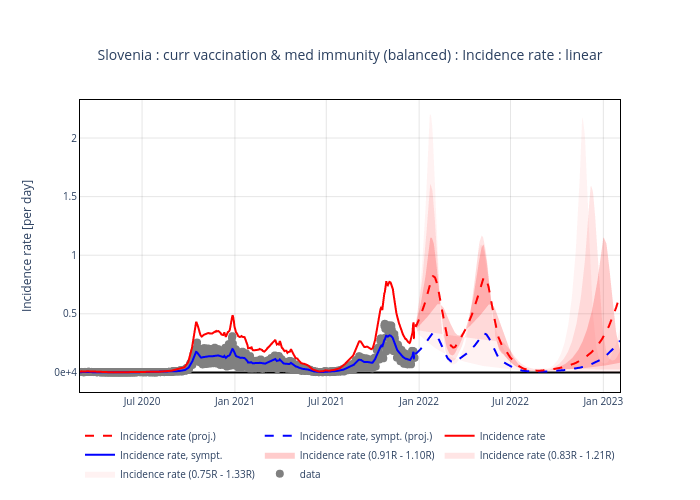 Slovenia : curr vaccination & med immunity (balanced) : Incidence rate : linear
Incidence rate [per day]
2
1.5
1
0.5
0e+4
Jul 2020
Jan 2021
Jul 2021
Jan 2022
Jul 2022
Jan 2023
Incidence rate (proj.)
Incidence rate, sympt. (proj.)
Incidence rate
Incidence rate, sympt.
Incidence rate (0.91R - 1.10R)
Incidence rate (0.83R - 1.21R)
Incidence rate (0.75R - 1.33R)
data